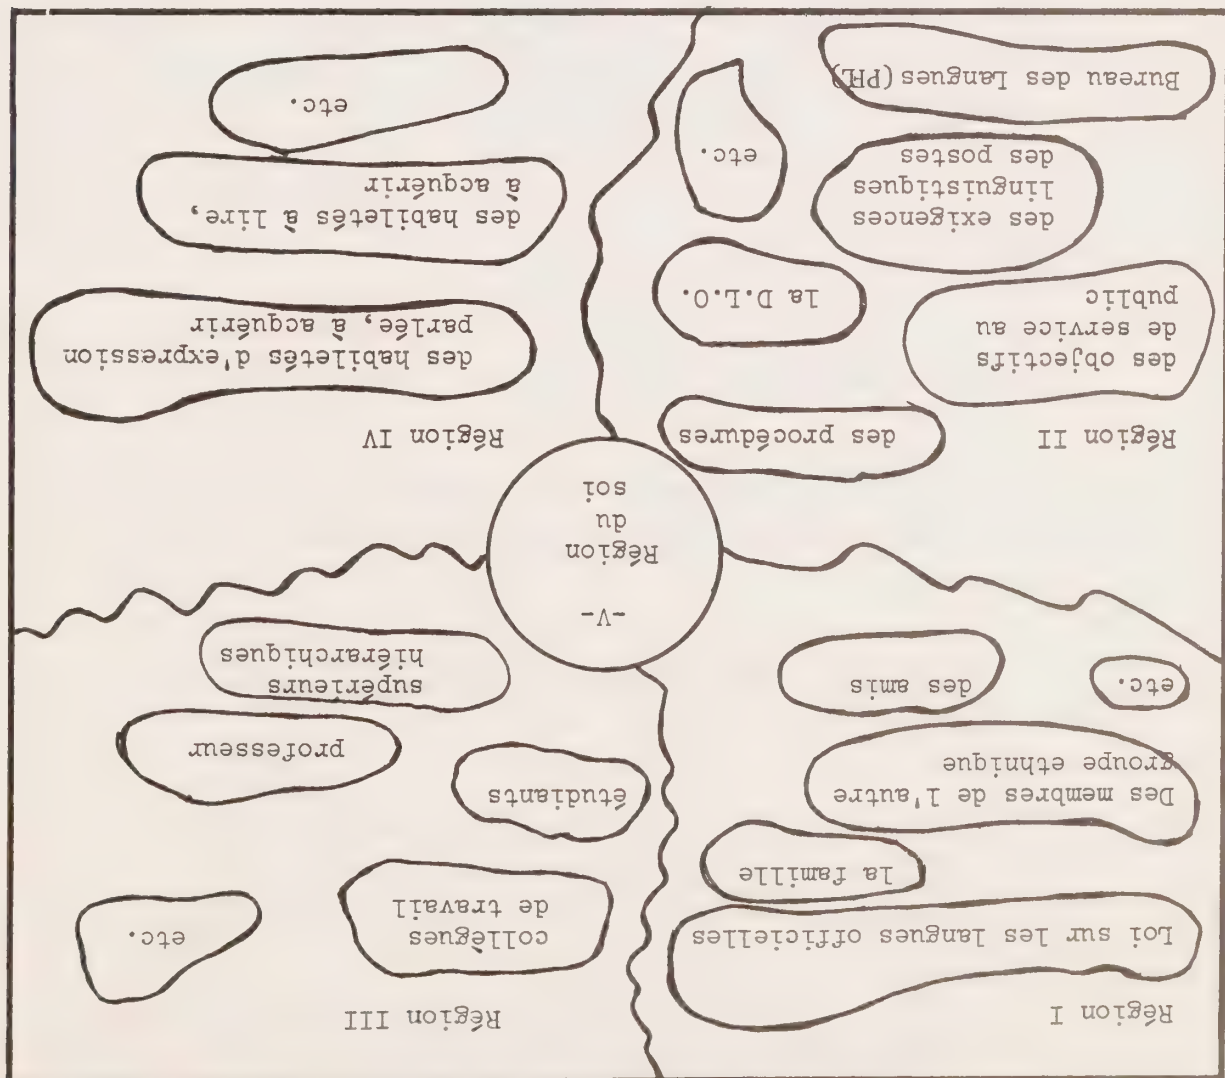 Région I
Loi sur les langues officielles
la famille
Des membres de l'autre
groupe ethnique
des amis
etc.
Région III
collègues
de travail
etc.
étudiants
professeur
supérieurs
hiérarchiques
-V-
Région
du
soi
Région II
des procédures
des objectifs
de service au
public
la D.L.O.
des exigences
linguistiques
des postes
etc.
Bureau des Langues
Région IV
des habiletés d'expression
parlée, à acquérir
des habiletés à lire,
à acquérir
etc.